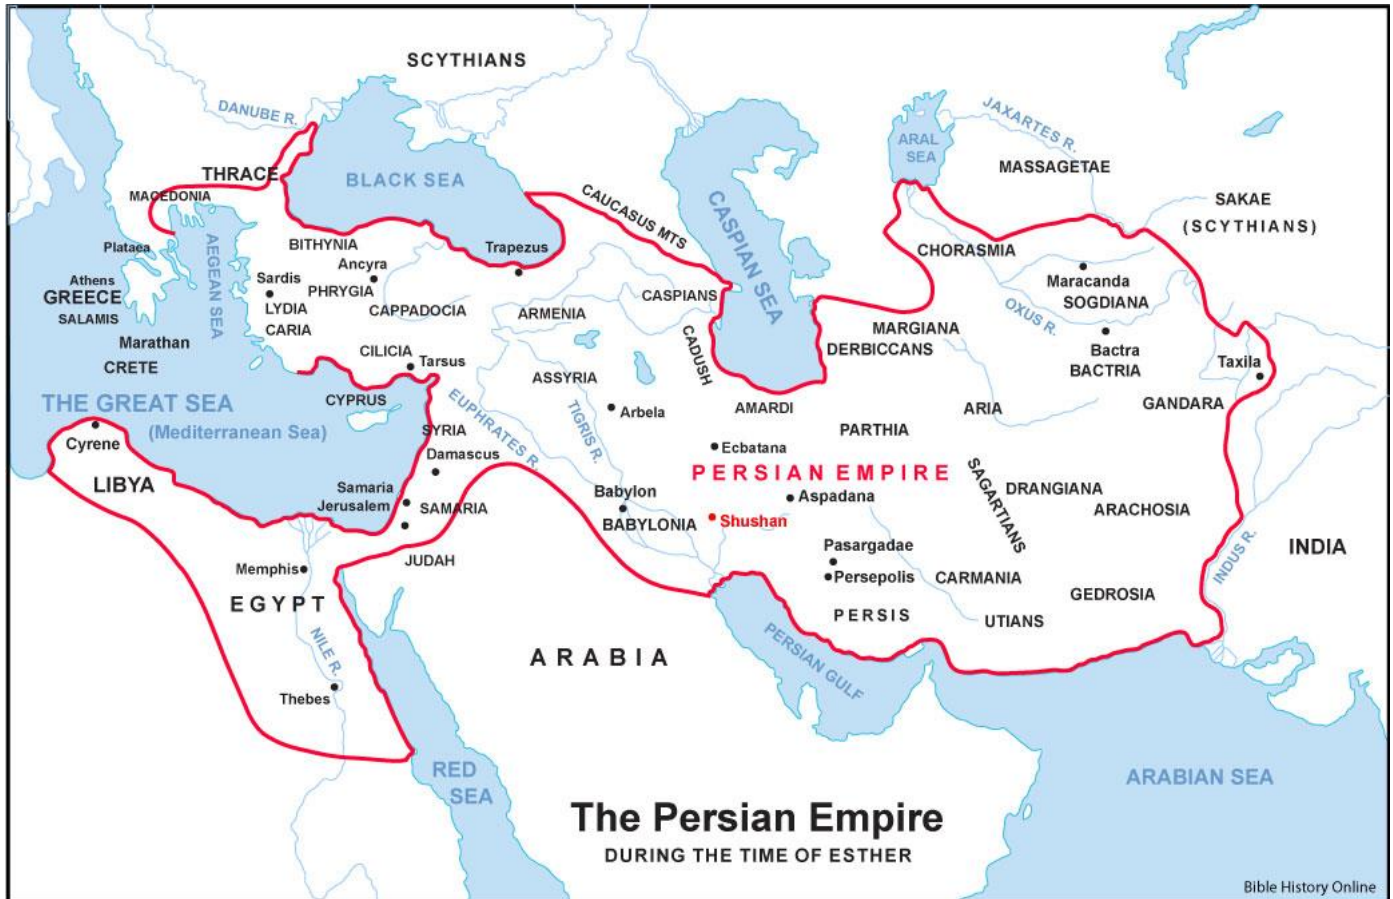 SCYTHIANS
DANUBE R.
JAXARTES R.
ARAL
SEA
MASSAGETAE
THRACE
BLACK SEA
MACEDONIA
CAUCASUS MTS
CASPIAN SEA
SAKAE
(SCYTHIANS)
Plataea
AEGEAN SEA
BITHYNIA
Trapezus
CHORASMIA
Ancyra
Athens
Sardis
GREECE
PHRYGIA
CASPIANS
Maracanda
SOGDIANA
LYDIA
CAPPADOCIA
ARMENIA
OXUS R.
SALAMIS
CARIA
MARGIANA
Marathan
CILICIA
Tarsus
CADUSH
DERBICCANS
Bactra
BACTRIA
Taxila
CRETE
ASSYRIA
THE GREAT SEA
(Mediterranean Sea)
CYPRUS
EUPHRATES R.
TIGRIS R.
Arbela
AMARDI
ARIA
GANDARA
Cyrene
SYRIA
PARTHIA
Damascus
Ecbatana
LIBYA
PERSIAN EMPIRE
Samaria
Jerusalem
SAMARIA
Babylon
BABYLONIA
Aspadana
SAGARTIANS
DRANGIANA
ARACHOSIA
Shushan
JUDAH
Pasargadae
INDUS R.
INDIA
Memphis
Persepolis
CARMANIA
EGYPT
GEDROSIA
PERSIS
UTIANS
NILE R.
ARABIA
PERSIAN GULF
Thebes
RED
SEA
ARABIAN SEA
The Persian Empire
DURING THE TIME OF ESTHER
Bible History Online